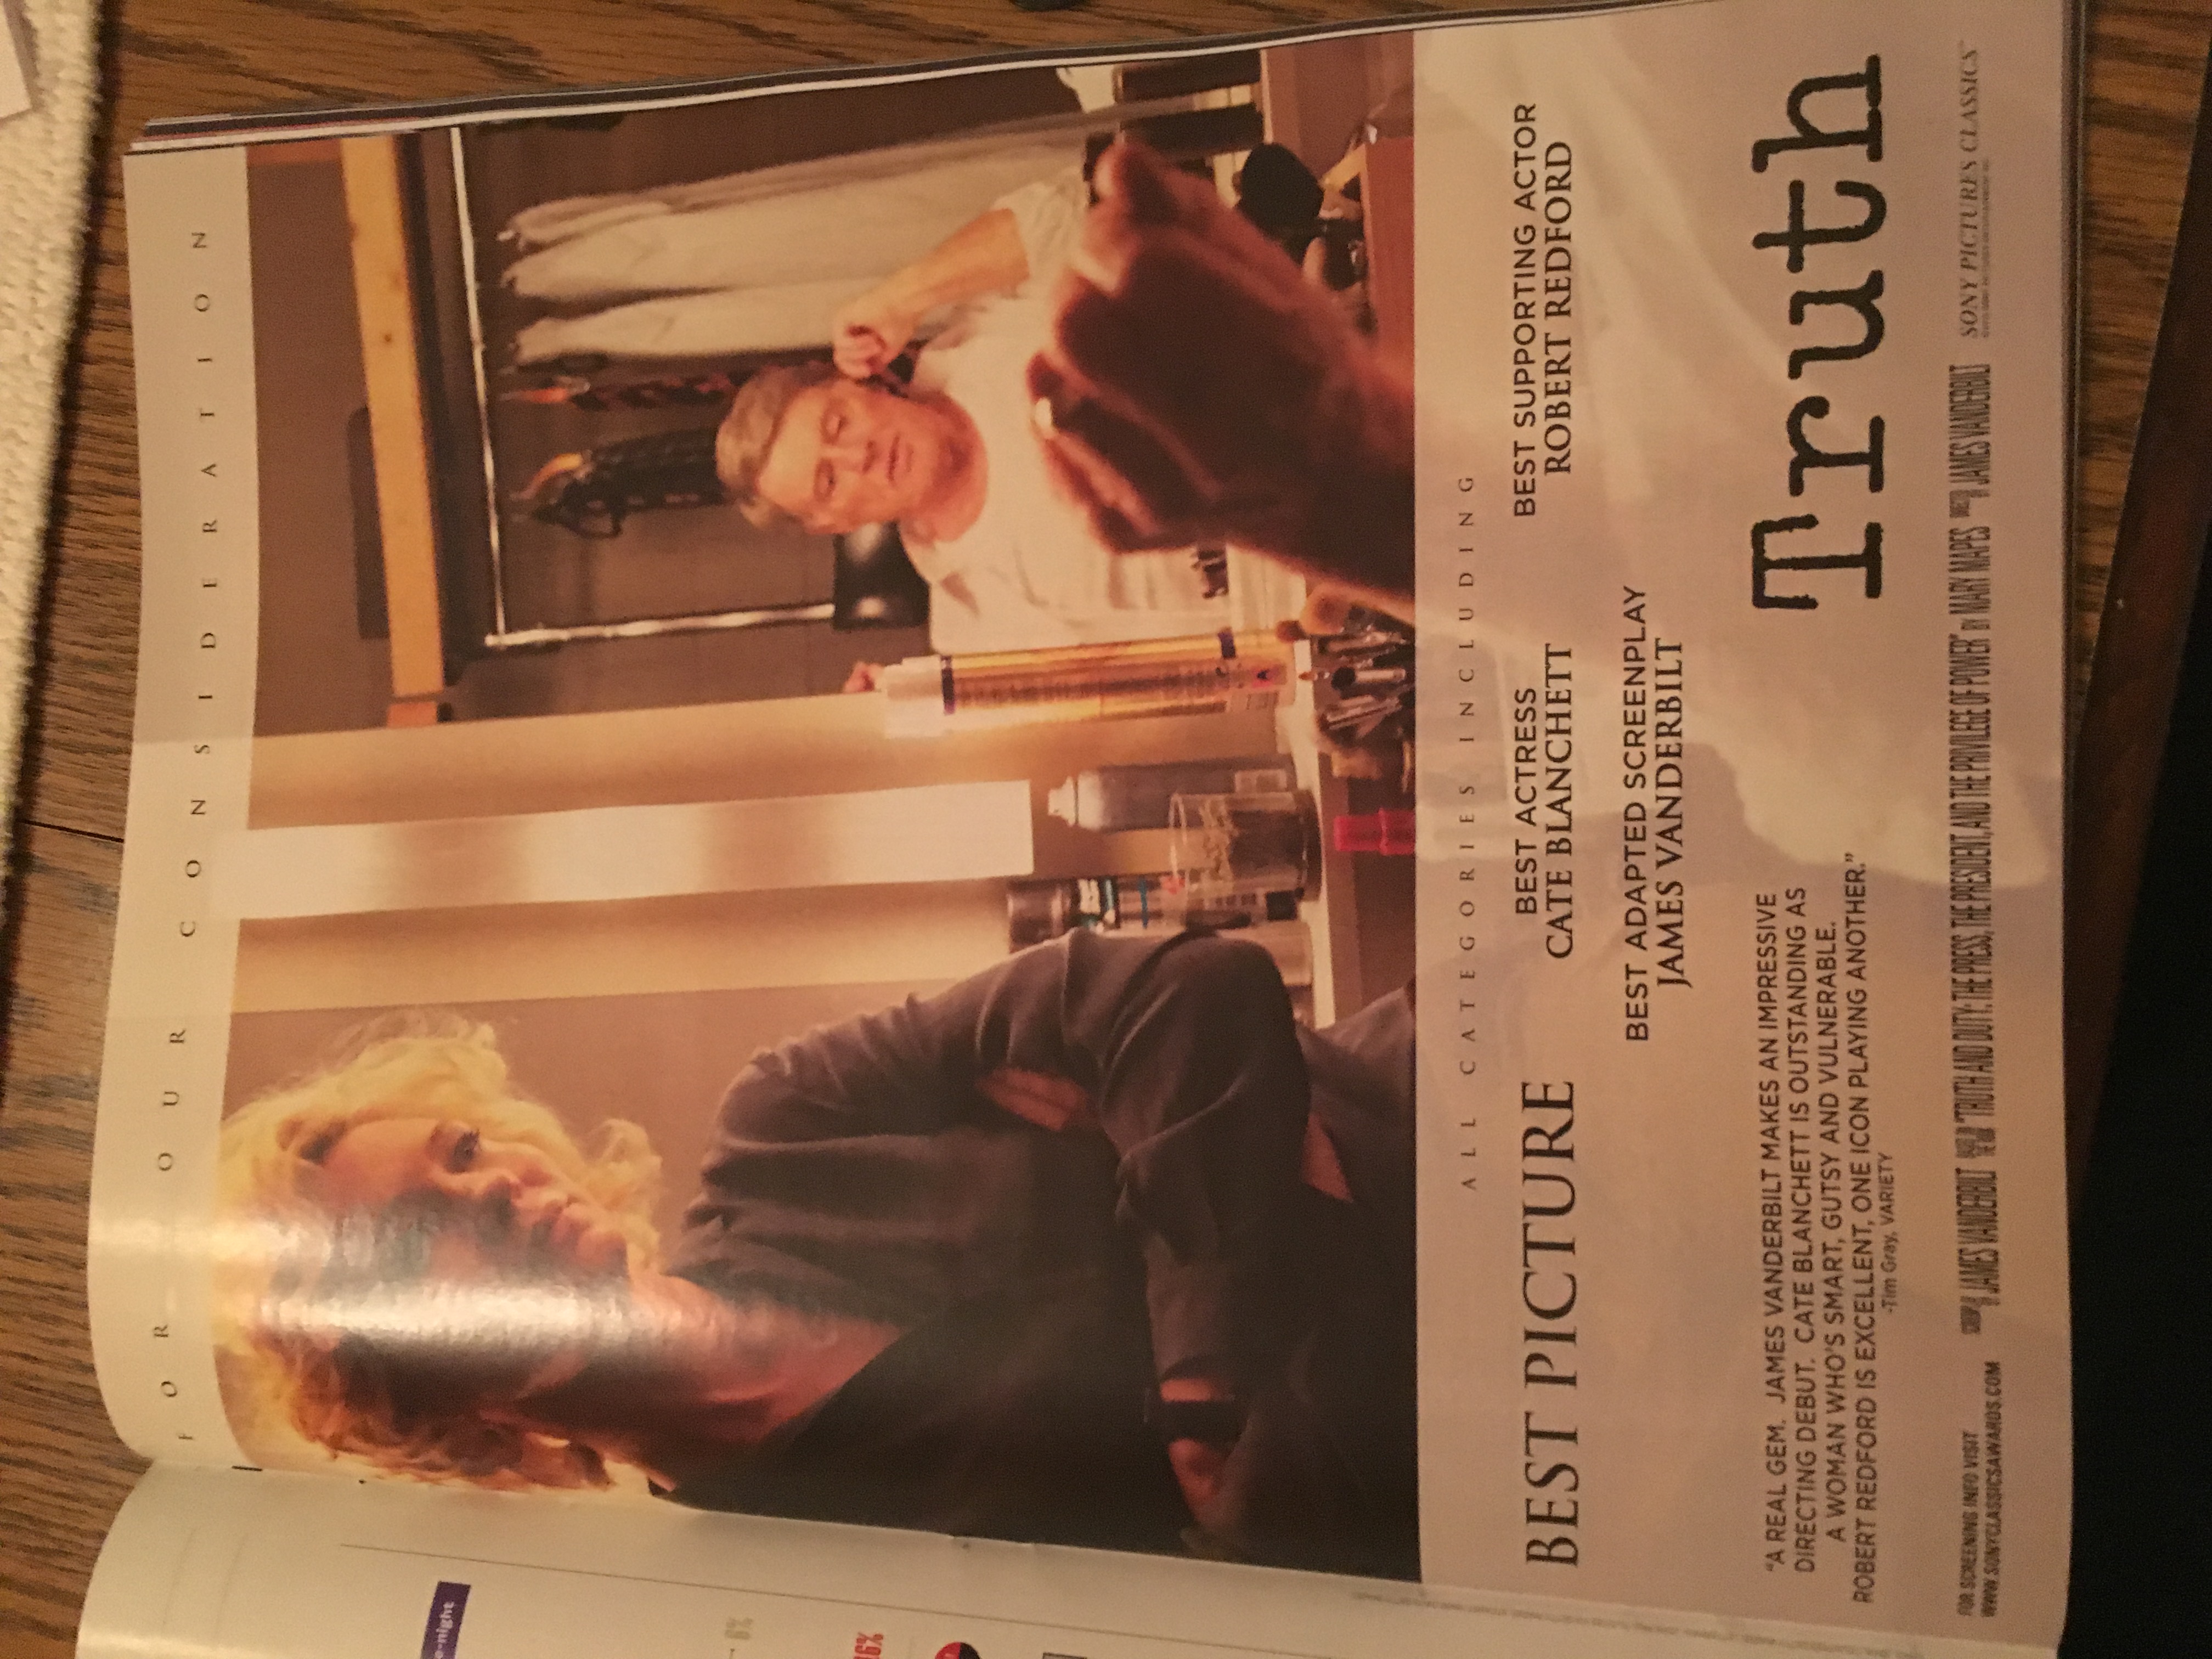 FOR OUR CONSIDERATION
e-night
6%
16%
ALL CATEGORIES INCLUDING
BEST PICTURE
BEST ACTRESS
CATE BLANCHETT
BEST SUPPORTING ACTOR
ROBERT REDFORD
BEST ADAPTED SCREENPLAY
JAMES VANDERBILT
"A REAL GEM. JAMES VANDERBILT MAKES AN IMPRESSIVE
DIRECTING DEBUT. CATE BLANCHETT IS OUTSTANDING AS
A WOMAN WHO'S SMART, GUTSY AND VULNERABLE.
ROBERT REDFORD IS EXCELLENT, ONE ICON PLAYING ANOTHER."
-Tim Gray, VARIETY
Truth
FOR SCREENING INFO VISIT
WWW.SONYCLASSICSAWARDS.COM
SCREENPLAY BY JAMES VANDERBILT BASED ON THE BOOK "TRUTH AND DUTY: THE PRESS, THE PRESIDENT, AND THE PRIVILEGE OF POWER" BY MARY MAPES DIRECTED BY JAMES VANDERBILT
SONY PICTURES CLASSICS™